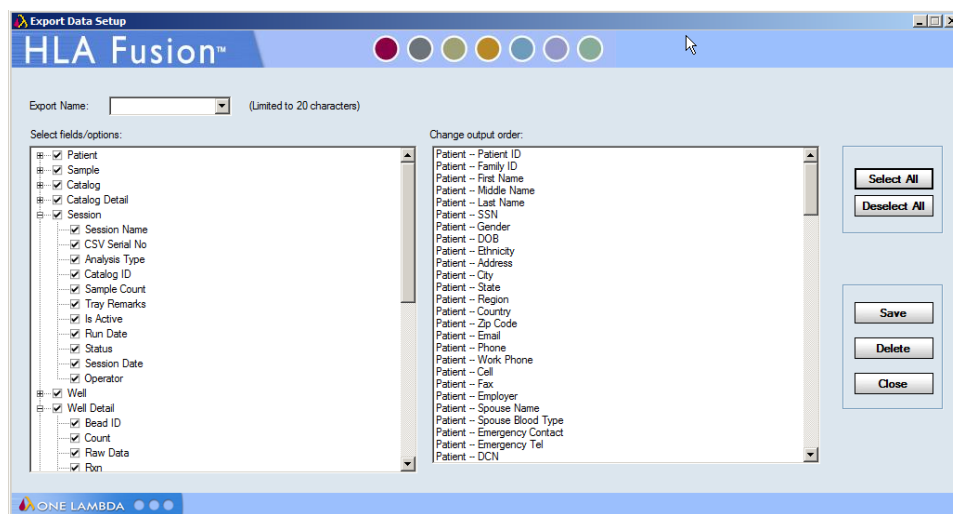 Export Data Setup
HLA Fusion™
Export Name: (Limited to 20 characters)
Select fields/options:
Patient
Sample
Catalog
Catalog Detail
Session
Session Name
CSV Serial No
Analysis Type
Catalog ID
Sample Count
Tray Remarks
Is Active
Run Date
Status
Session Date
Operator
Well
Well Detail
Bead ID
Count
Raw Data
Rxn
Change output order:
Patient -- Patient ID
Patient -- Family ID
Patient -- First Name
Patient -- Middle Name
Patient -- Last Name
Patient -- SSN
Patient -- Gender
Patient -- DOB
Patient -- Ethnicity
Patient -- Address
Patient -- City
Patient -- State
Patient -- Region
Patient -- Country
Patient -- Zip Code
Patient -- Email
Patient -- Phone
Patient -- Work Phone
Patient -- Cell
Patient -- Fax
Patient -- Employer
Patient -- Spouse Name
Patient -- Spouse Blood Type
Patient -- Emergency Contact
Patient -- Emergency Tel
Patient -- DCN
Select All
Deselect All
Save
Delete
Close
ONE LAMBDA